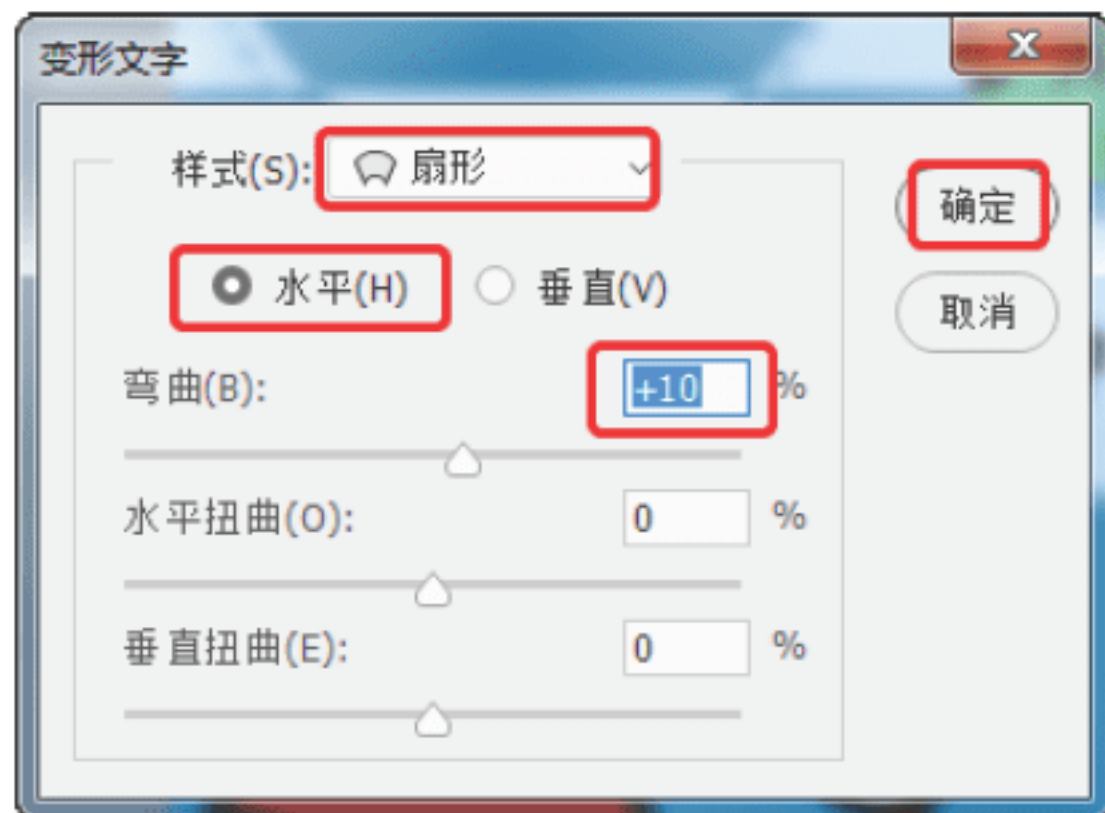 变形文字
样式(S): 扇形
确定
水平(H) 垂直(V)
取消
弯曲(B): +10 %
水平扭曲(O): 0 %
垂直扭曲(E): 0 %